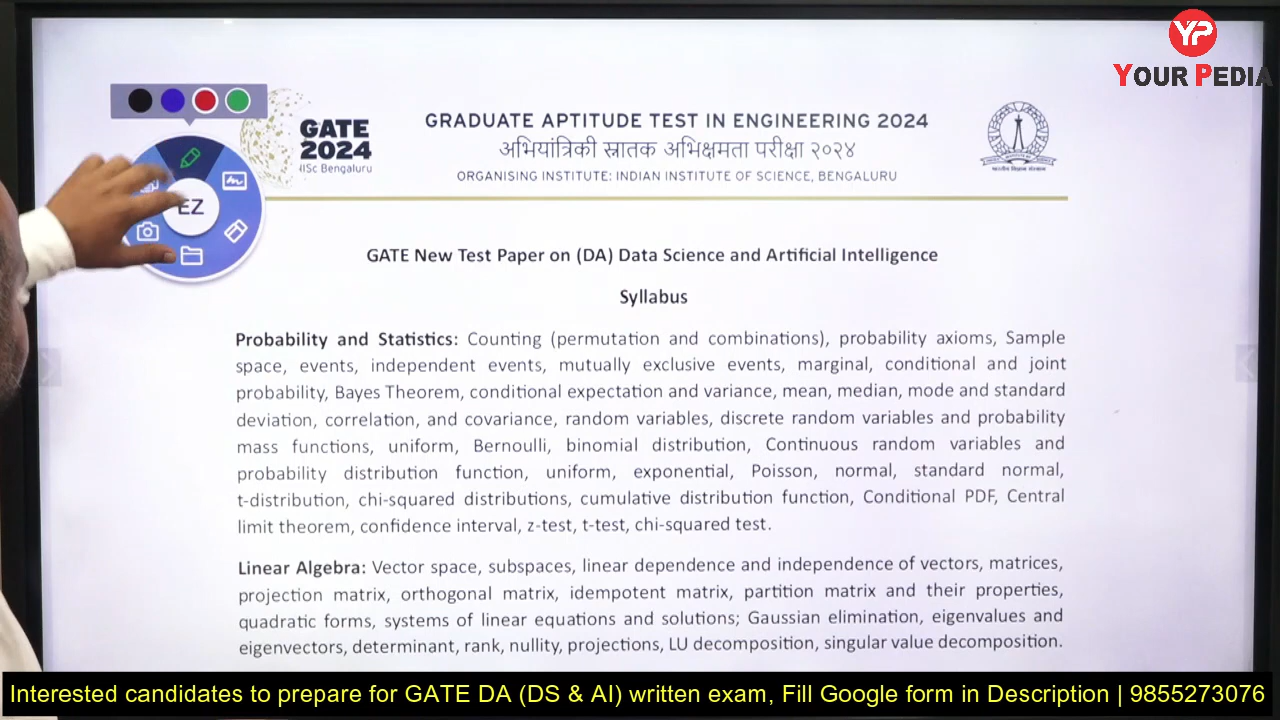 YP
YOUR PEDIA
GATE
2024
IISc Bengaluru
GRADUATE APTITUDE TEST IN ENGINEERING 2024
अभियांत्रिकी स्नातक अभिक्षमता परीक्षा २०२४
ORGANISING INSTITUTE: INDIAN INSTITUTE OF SCIENCE, BENGALURU
EZ
GATE New Test Paper on (DA) Data Science and Artificial Intelligence
Syllabus
Probability and Statistics: Counting (permutation and combinations), probability axioms, Sample
space, events, independent events, mutually exclusive events, marginal, conditional and joint
probability, Bayes Theorem, conditional expectation and variance, mean, median, mode and standard
deviation, correlation, and covariance, random variables, discrete random variables and probability
mass functions, uniform, Bernoulli, binomial distribution, Continuous random variables and
probability distribution function, uniform, exponential, Poisson, normal, standard normal,
t-distribution, chi-squared distributions, cumulative distribution function, Conditional PDF, Central
limit theorem, confidence interval, z-test, t-test, chi-squared test.
Linear Algebra: Vector space, subspaces, linear dependence and independence of vectors, matrices,
projection matrix, orthogonal matrix, idempotent matrix, partition matrix and their properties,
quadratic forms, systems of linear equations and solutions; Gaussian elimination, eigenvalues and
eigenvectors, determinant, rank, nullity, projections, LU decomposition, singular value decomposition.
Interested candidates to prepare for GATE DA (DS & AI) written exam, Fill Google form in Description | 9855273076